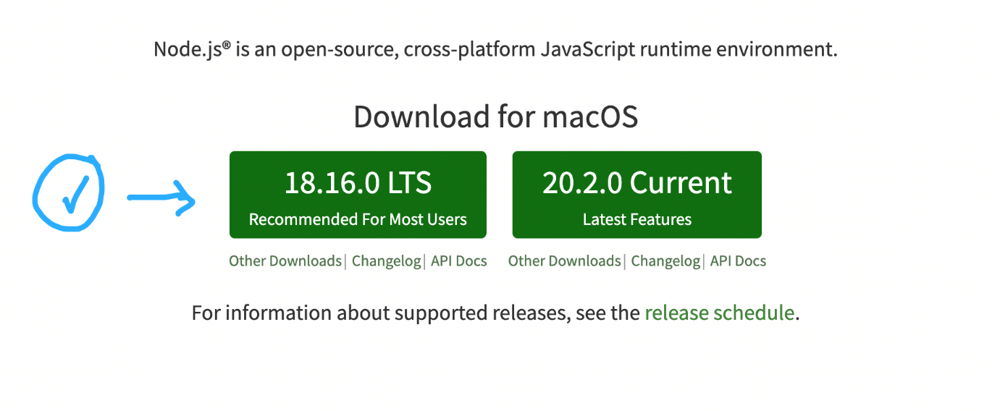 Node.js® is an open-source, cross-platform JavaScript runtime environment.
Download for macOS
18.16.0 LTS
Recommended For Most Users
20.2.0 Current
Latest Features
Other Downloads| Changelog| API Docs
Other Downloads| Changelog| API Docs
For information about supported releases, see the release schedule.